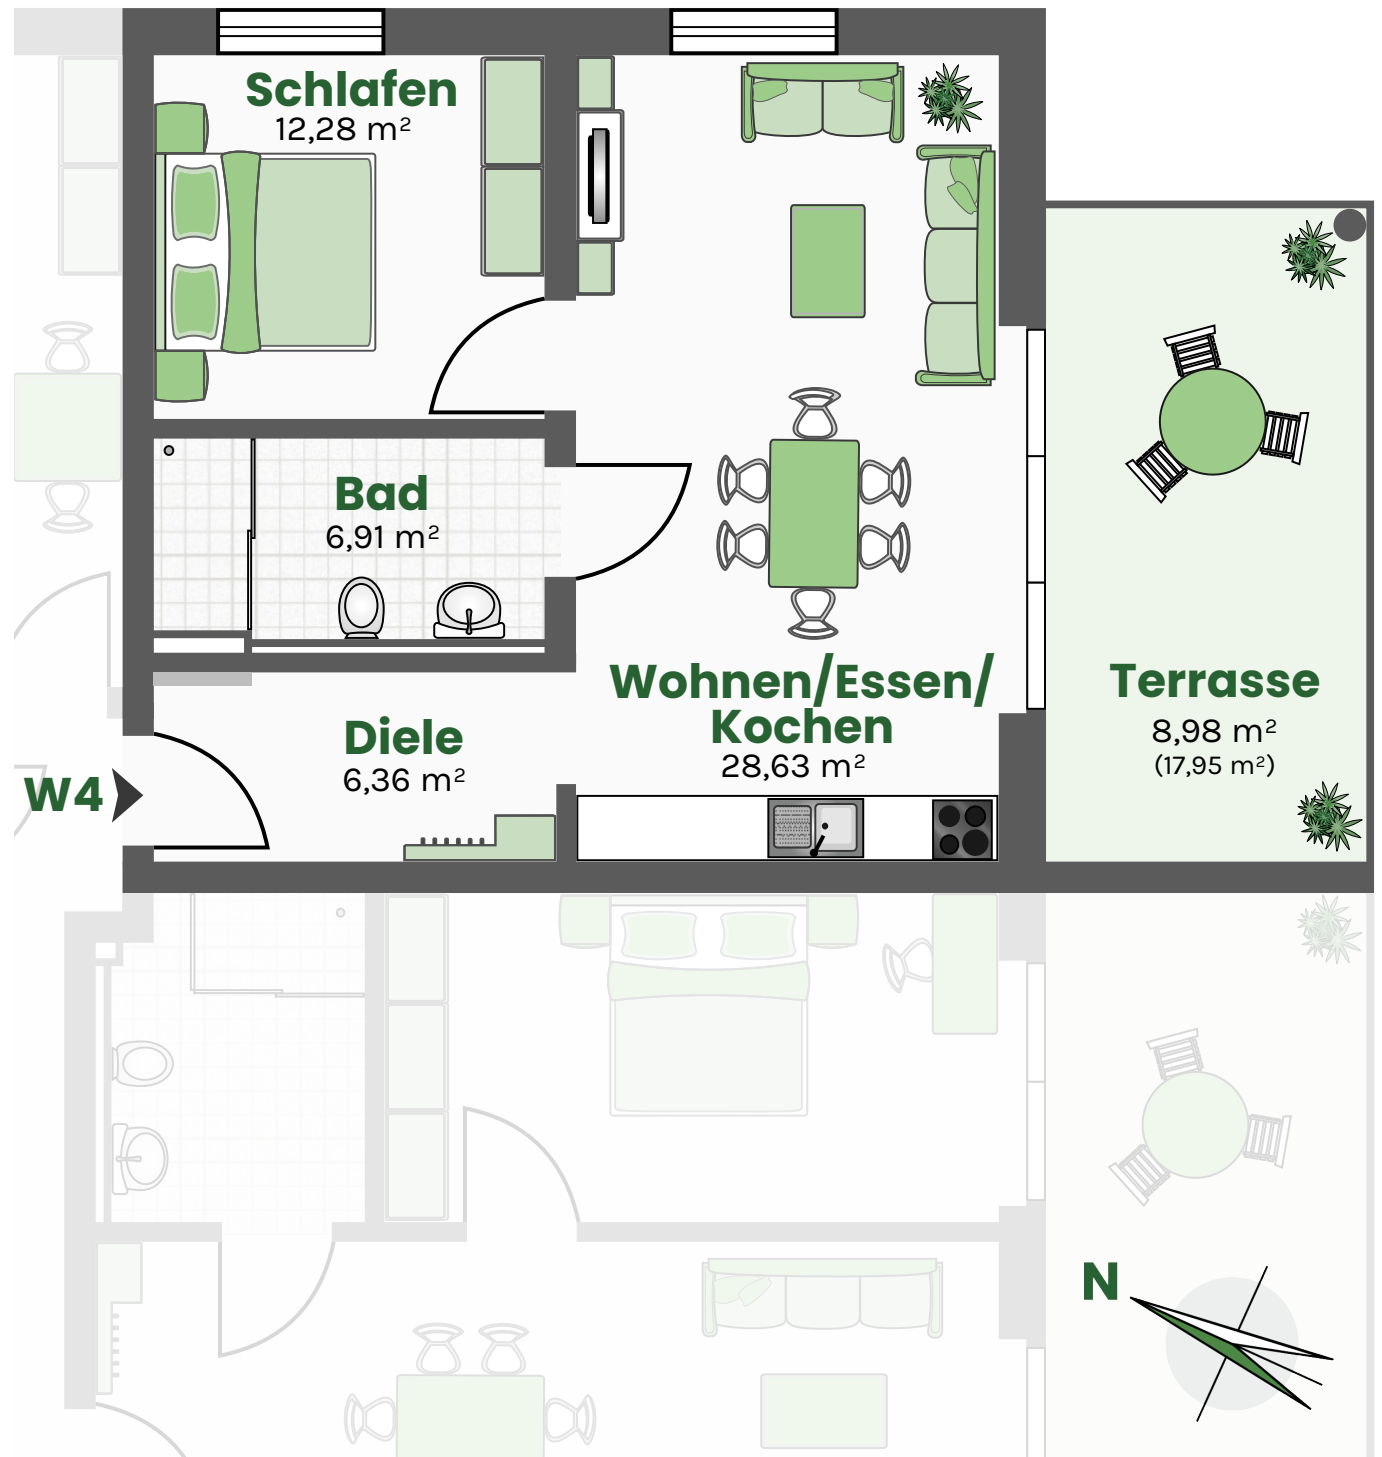 Schlafen
12,28 m²
Bad
6,91 m²
Wohnen/Essen/
Kochen
28,63 m²
Terrasse
8,98 m²
(17,95 m²)
Diele
6,36 m²
W4
N